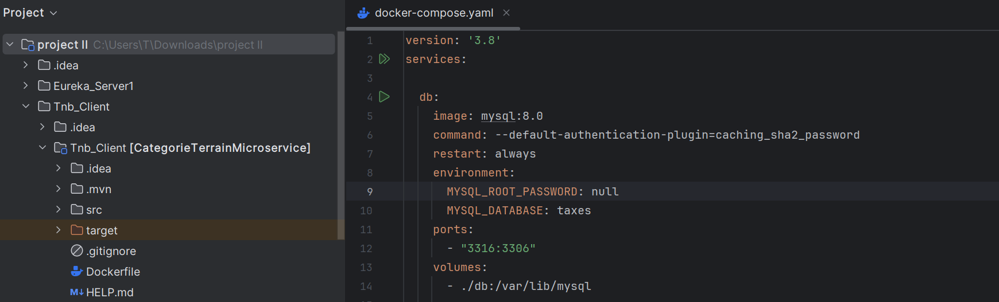 Project
project II C:\Users\T\Downloads\project II
.idea
Eureka_Server1
Tnb_Client
.idea
Tnb_Client [CategorieTerrainMicroservice]
.idea
.mvn
src
target
.gitignore
Dockerfile
M↓ HELP.md
docker-compose.yaml
1 version: '3.8'
2 services:
3
4 db:
5 image: mysql:8.0
6 command: --default-authentication-plugin=caching_sha2_password
7 restart: always
8 environment:
9 MYSQL_ROOT_PASSWORD: null
10 MYSQL_DATABASE: taxes
11 ports:
12 - "3316:3306"
13 volumes:
14 - ./db:/var/lib/mysql